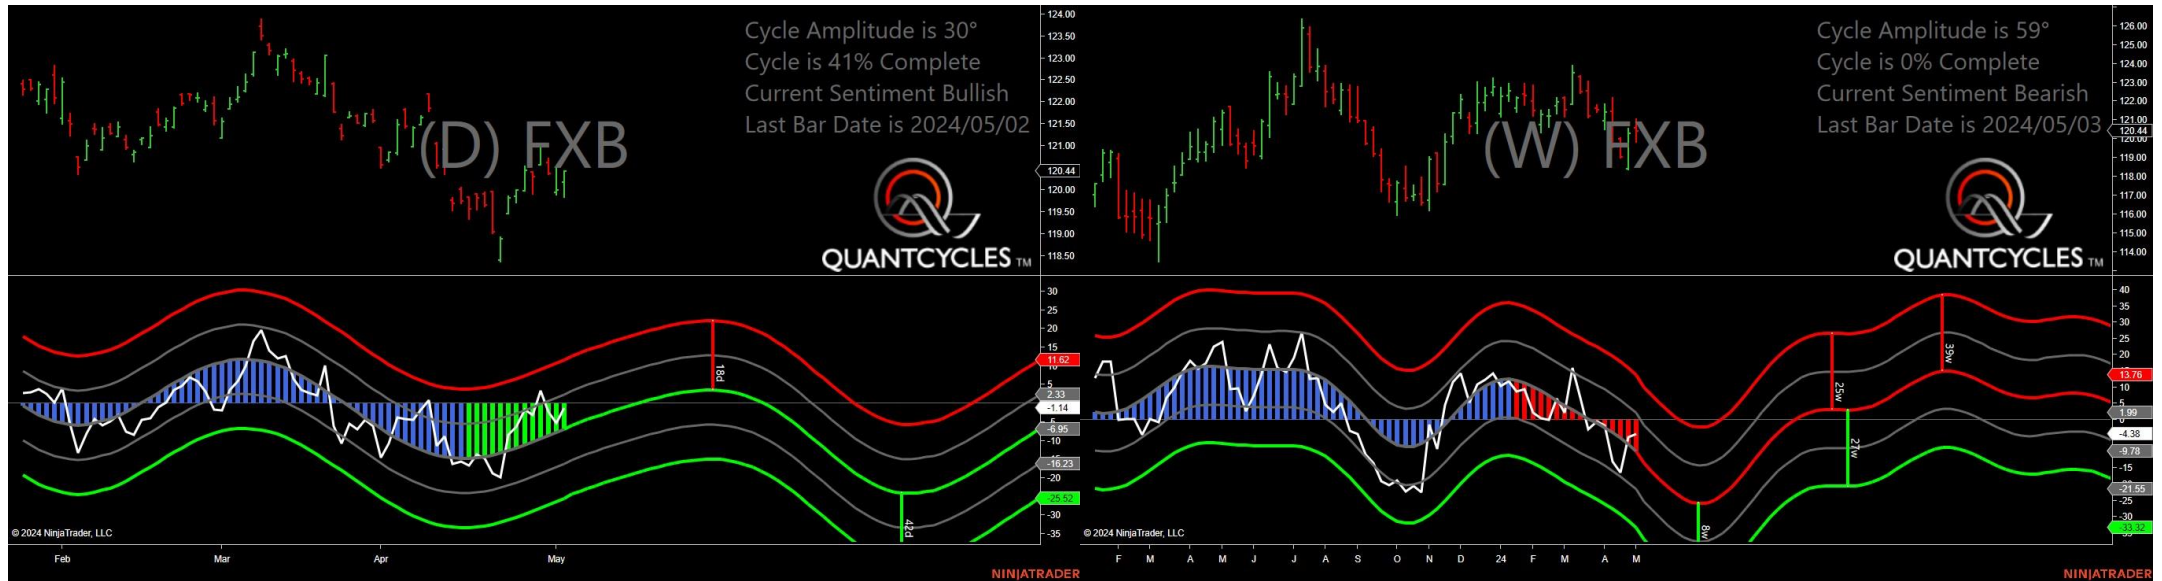 Cycle Amplitude is 30°
Cycle is 41% Complete
Current Sentiment Bullish
Last Bar Date is 2024/05/02
(D) FXB
QUANTCYCLES TM
124.00
123.50
123.00
122.50
122.00
121.50
121.00
120.44
120.00
119.50
119.00
118.50
30
25
20
15
11.62
5
2.33
-1.14
-6.95
-10
-16.23
-20
-25.52
-30
-35
18d
42d
© 2024 NinjaTrader, LLC
Feb Mar Apr May
NINJATRADER
Cycle Amplitude is 59°
Cycle is 0% Complete
Current Sentiment Bearish
Last Bar Date is 2024/05/03
(W) FXB
QUANTCYCLES TM
126.00
125.00
124.00
123.00
122.00
121.00
120.44
120.00
119.00
118.00
117.00
116.00
115.00
114.00
40
35
30
25
20
13.76
10
5
1.99
-4.38
-9.78
-15
-21.55
-25
-30
-33.32
25w
39w
27w
8w
© 2024 NinjaTrader, LLC
F M A M J J A S O N D 24 F M A M
NINJATRADER